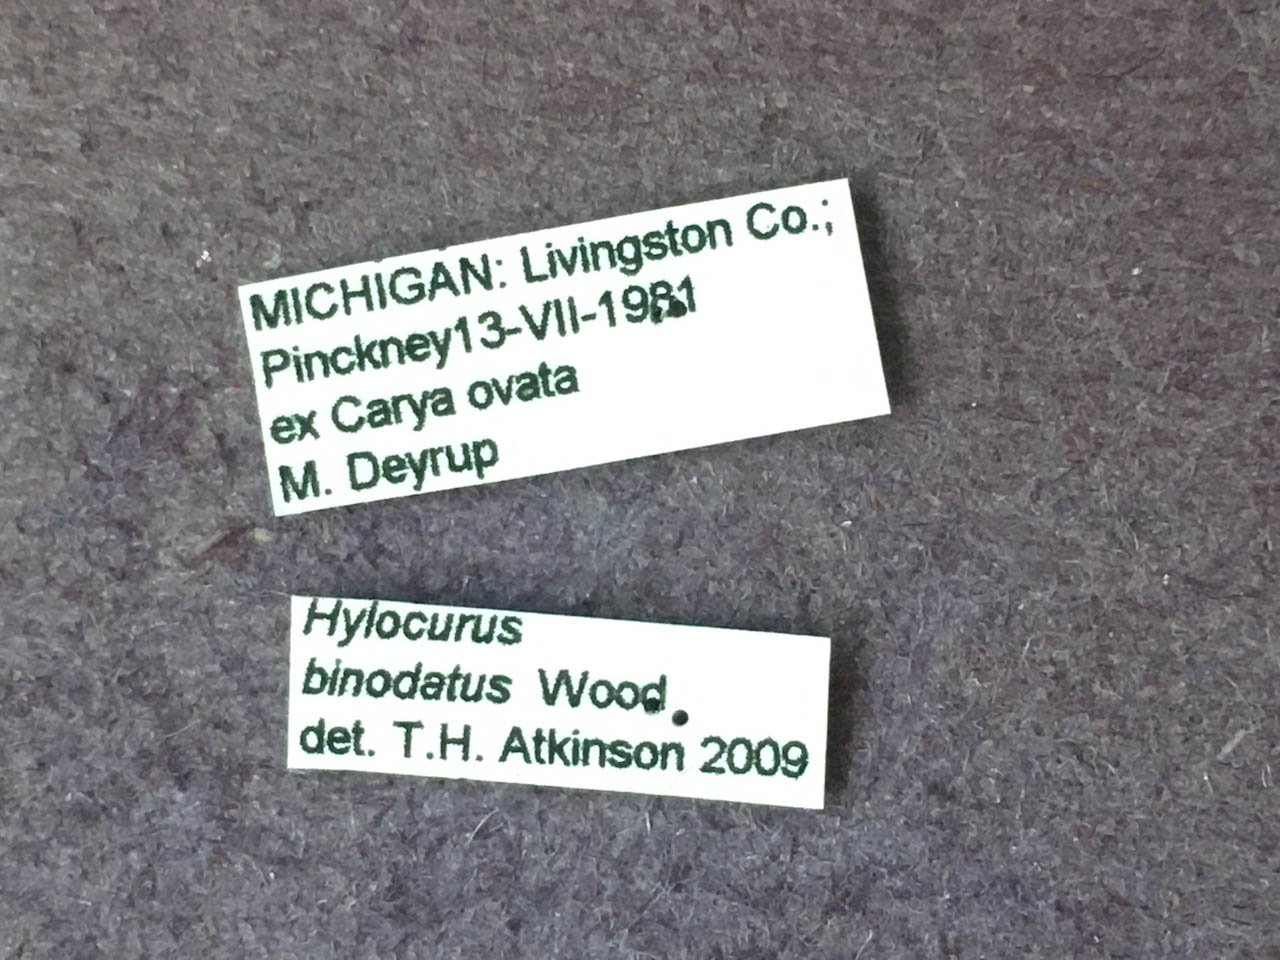 MICHIGAN: Livingston Co.;
Pinckney13-VII-1981
ex Carya ovata
M. Deyrup
Hylocurus
binodatus Wood
det. T.H. Atkinson 2009